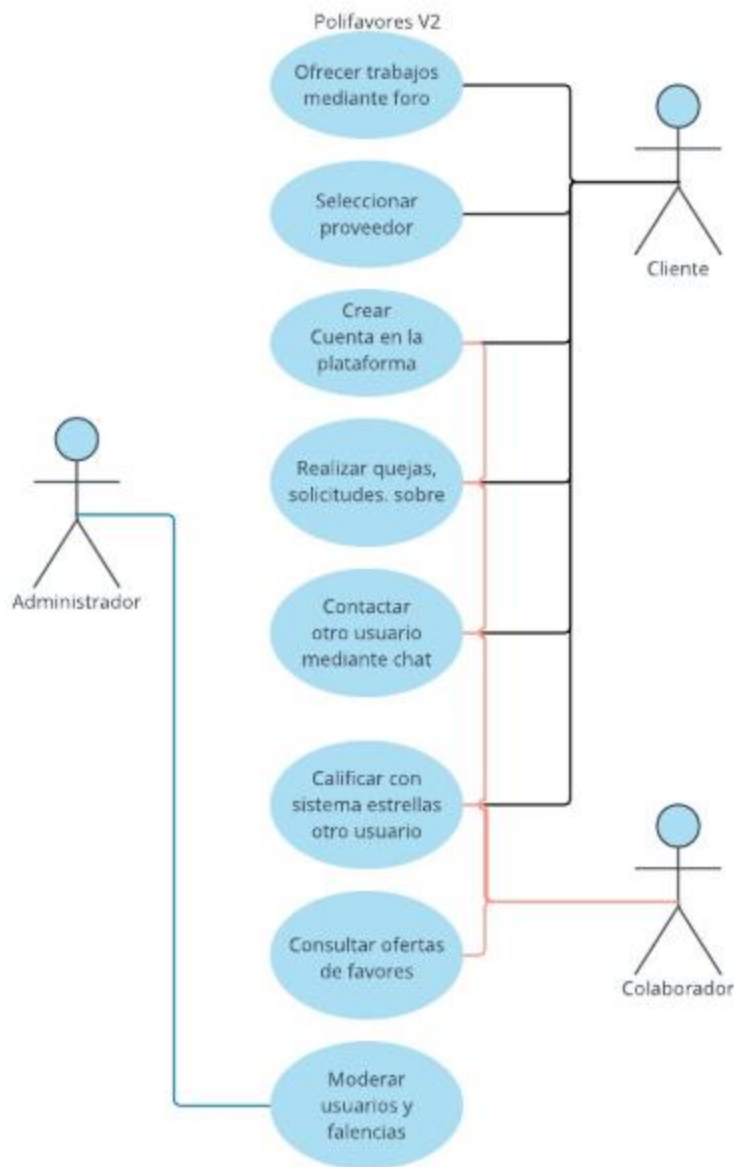 Polifavores V2
Ofrecer trabajos
mediante foro
Seleccionar
proveedor
Cliente
Crear
Cuenta en la
plataforma
Realizar quejas,
solicitudes. sobre
Administrador
Contactar
otro usuario
mediante chat
Calificar con
sistema estrellas
otro usuario
Consultar ofertas
de favores
Colaborador
Moderar
usuarios y
falencias